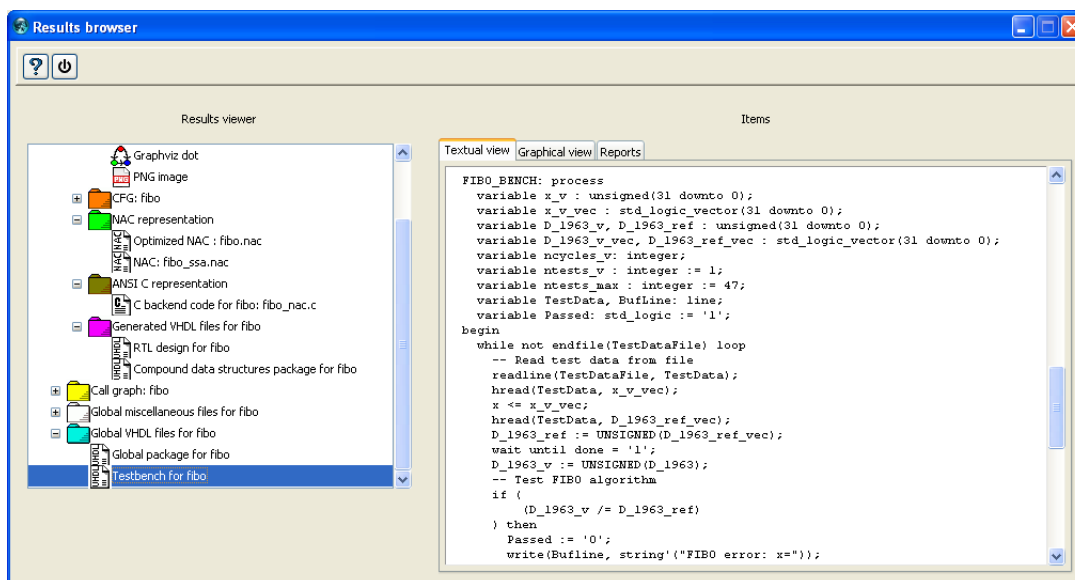 Results browser
Results viewer
Items
Graphviz dot
PNG image
CFG: fibo
NAC representation
Optimized NAC : fibo.nac
NAC: fibo_ssa.nac
ANSI C representation
C backend code for fibo: fibo_nac.c
Generated VHDL files for fibo
RTL design for fibo
Compound data structures package for fibo
Call graph: fibo
Global miscellaneous files for fibo
Global VHDL files for fibo
Global package for fibo
Testbench for fibo
Textual view Graphical view Reports
FIBO_BENCH: process
variable x_v : unsigned(31 downto 0);
variable x_v_vec : std_logic_vector(31 downto 0);
variable D_1963_v, D_1963_ref : unsigned(31 downto 0);
variable D_1963_v_vec, D_1963_ref_vec : std_logic_vector(31 downto 0);
variable ncycles_v: integer;
variable ntests_v : integer := 1;
variable ntests_max : integer := 47;
variable TestData, BufLine: line;
variable Passed: std_logic := '1';
begin
while not endfile(TestDataFile) loop
-- Read test data from file
readline(TestDataFile, TestData);
hread(TestData, x_v_vec);
x <= x_v_vec;
hread(TestData, D_1963_ref_vec);
D_1963_ref := UNSIGNED(D_1963_ref_vec);
wait until done = '1';
D_1963_v := UNSIGNED(D_1963);
-- Test FIBO algorithm
if (
(D_1963_v /= D_1963_ref)
) then
Passed := '0';
write(Bufline, string'("FIBO error: x="));